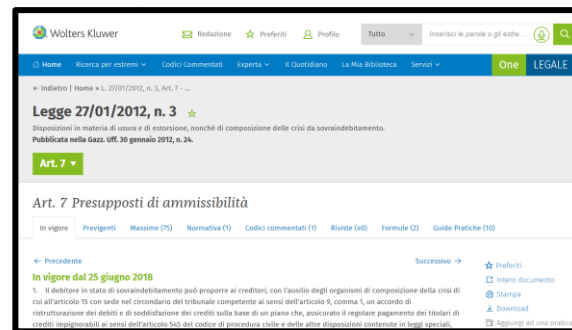 Wolters Kluwer Redazione Preferiti Profilo Tutto Inserisci le parole o gli estre...
Home Ricerca per estremi Codici Commentati Experta Il Quotidiano La Mia Biblioteca Servizi One LEGALE
← Indietro | Home » L. 27/01/2012, n. 3, Art. 7 - ...
Legge 27/01/2012, n. 3
Disposizioni in materia di usura e di estorsione, nonché di composizione delle crisi da sovraindebitamento.
Pubblicata nella Gazz. Uff. 30 gennaio 2012, n. 24.
Art. 7
Art. 7 Presupposti di ammissibilità
In vigore Previgenti Massime (75) Normativa (1) Codici commentati (1) Riviste (40) Formule (2) Guide Pratiche (10)
← Precedente Successivo →
Preferiti
In vigore dal 25 giugno 2018
Intero documento
1. Il debitore in stato di sovraindebitamento può proporre ai creditori, con l'ausilio degli organismi di composizione della crisi di
Stampa
cui all'articolo 15 con sede nel circondario del tribunale competente ai sensi dell'articolo 9, comma 1, un accordo di
ristrutturazione dei debiti e di soddisfazione dei crediti sulla base di un piano che, assicurato il regolare pagamento dei titolari di
Download
crediti impignorabili ai sensi dell'articolo 545 del codice di procedura civile e delle altre disposizioni contenute in leggi speciali,
Aggiungi ad una pratica